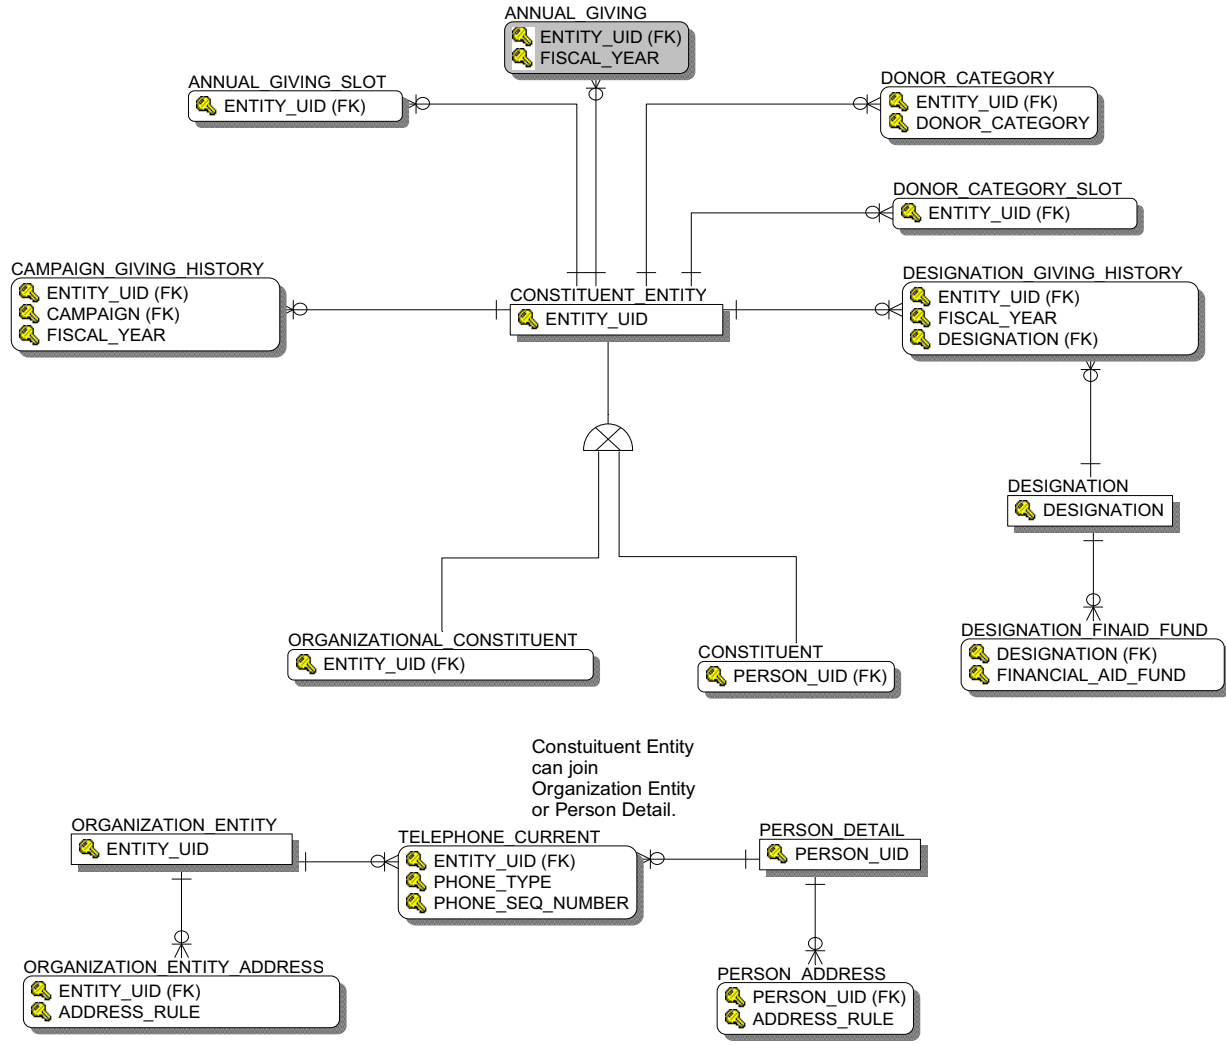 ANNUAL_GIVING
ENTITY_UID (FK)
FISCAL_YEAR
ANNUAL_GIVING_SLOT
ENTITY_UID (FK)
DONOR_CATEGORY
ENTITY_UID (FK)
DONOR_CATEGORY
DONOR_CATEGORY_SLOT
ENTITY_UID (FK)
CAMPAIGN_GIVING_HISTORY
ENTITY_UID (FK)
CAMPAIGN (FK)
FISCAL_YEAR
CONSTITUENT_ENTITY
ENTITY_UID
DESIGNATION_GIVING_HISTORY
ENTITY_UID (FK)
FISCAL_YEAR
DESIGNATION (FK)
DESIGNATION
DESIGNATION
ORGANIZATIONAL_CONSTITUENT
ENTITY_UID (FK)
CONSTITUENT
PERSON_UID (FK)
DESIGNATION_FINAID_FUND
DESIGNATION (FK)
FINANCIAL_AID_FUND
Constuituent Entity
can join
Organization Entity
or Person Detail.
ORGANIZATION_ENTITY
ENTITY_UID
TELEPHONE_CURRENT
ENTITY_UID (FK)
PHONE_TYPE
PHONE_SEQ_NUMBER
PERSON_DETAIL
PERSON_UID
ORGANIZATION_ENTITY_ADDRESS
ENTITY_UID (FK)
ADDRESS_RULE
PERSON_ADDRESS
PERSON_UID (FK)
ADDRESS_RULE